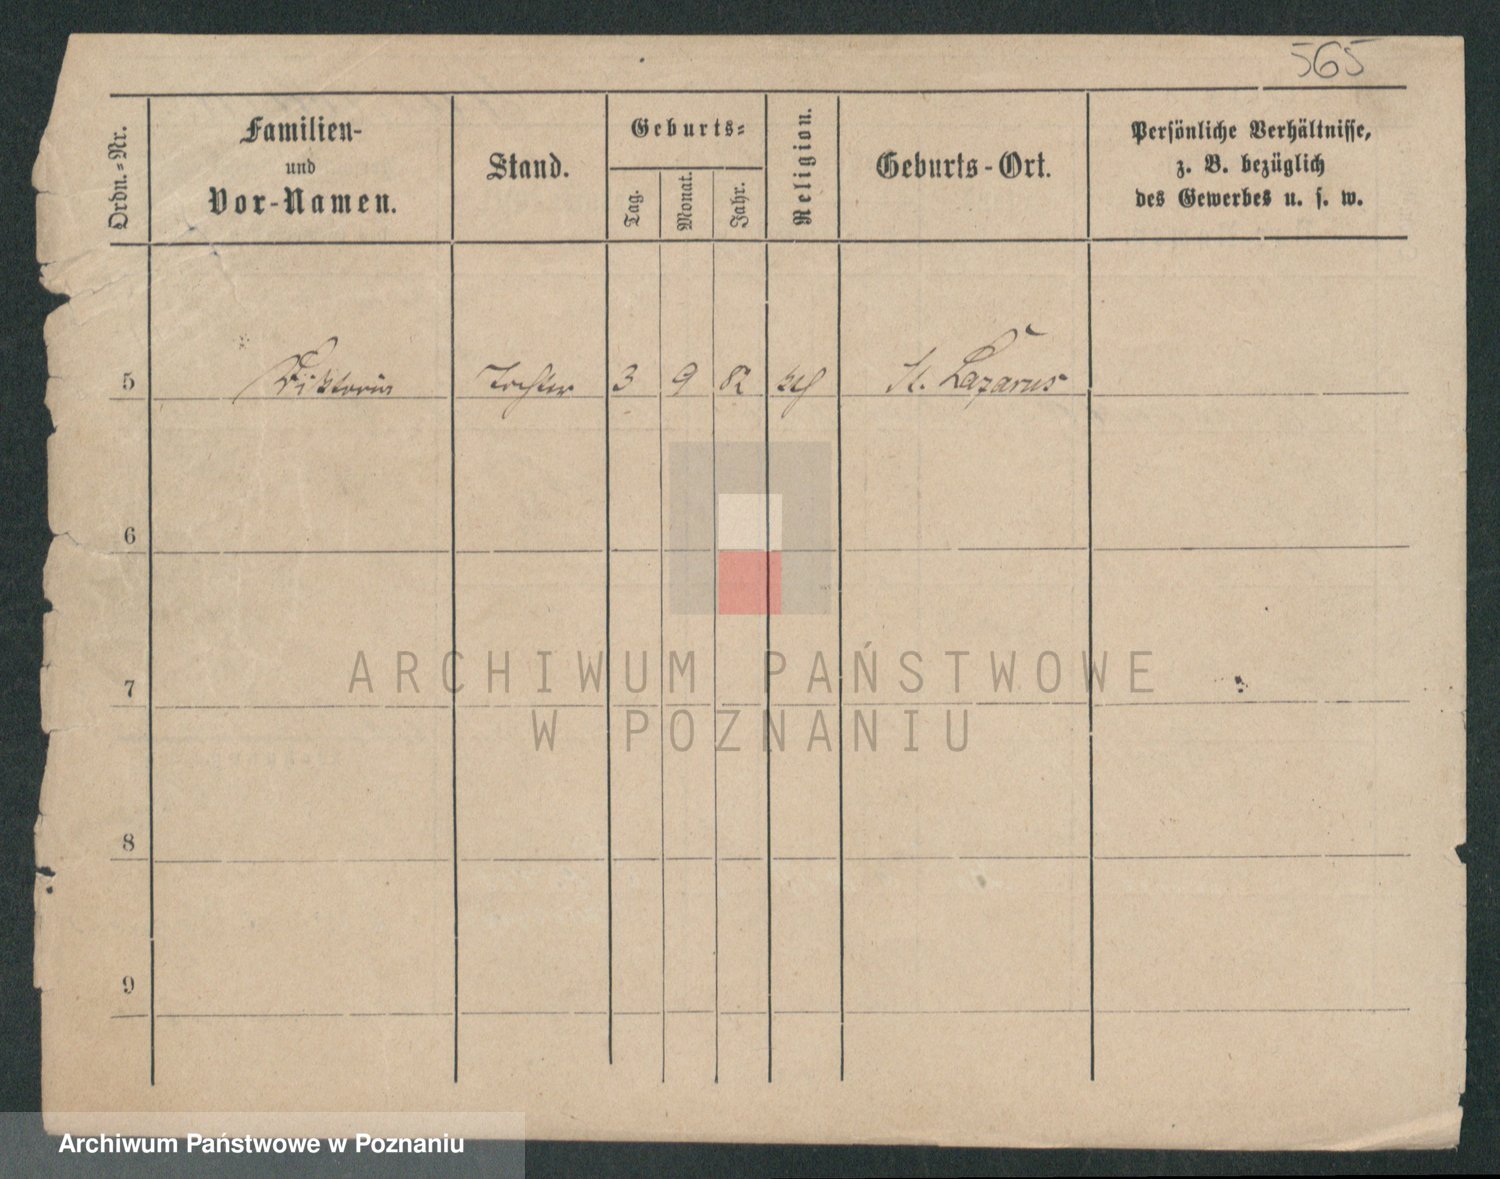 565
Ordn.-Nr.
Familien-
und
Vor-Namen.
Stand.
Geburts-
Tag.
Monat.
Jahr.
Religion.
Geburts-Ort.
Persönliche Verhältnisse,
z. B. bezüglich
des Gewerbes u. s. w.
5 Viktoria Tochter 3 9 82 St. Lazarus
6
7
8
9
ARCHIWUM PAŃSTWOWE
W POZNANIU
Archiwum Państwowe w Poznaniu